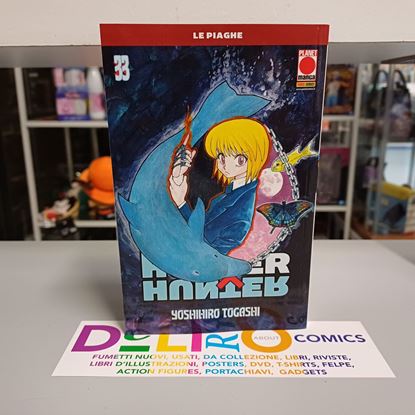 LE PIAGHE
33
PLANET
manga
HUNTER
HUNTER
YOSHIHIRO TOGASHI
DeLIRIO ABOUT COMICS
FUMETTI NUOVI, USATI, DA COLLEZIONE, LIBRI, RIVISTE,
LIBRI D'ILLUSTRAZIONI, POSTERS, DVD, T-SHIRTS, FELPE,
ACTION FIGURES, PORTACHIAVI, GADGETS